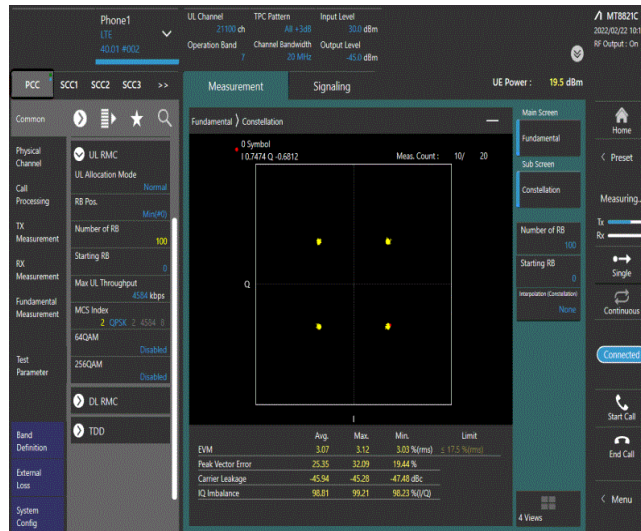 Phone1
LTE
40.01 #002
UL Channel
21100 ch
TPC Pattern
All +3dB
Input Level
30.0 dBm
Operation Band
7
Channel Bandwidth
20 MHz
Output Level
-45.0 dBm
MT8821C
2022/02/22 10:1
RF Output : On
PCC SCC1 SCC2 SCC3 >>
Measurement Signaling
UE Power : 19.5 dBm
Common
Physical Channel
Call Processing
TX Measurement
RX Measurement
Fundamental Measurement
Test Parameter
Band Definition
External Loss
System Config
UL RMC
UL Allocation Mode
Normal
RB Pos.
Min(#0)
Number of RB
100
Starting RB
0
Max UL Throughput
4584 kbps
MCS Index
2 QPSK 2 4584 8
64QAM
Disabled
256QAM
Disabled
DL RMC
TDD
Fundamental 〉 Constellation
0 Symbol
I 0.7474 Q -0.6812
Meas. Count : 10/ 20
Q
I
Avg. Max. Min. Limit
EVM 3.07 3.12 3.03 %(rms) ≤ 17.5 %(rms)
Peak Vector Error 25.35 32.09 19.44 %
Carrier Leakage -45.94 -45.28 -47.48 dBc
IQ Imbalance 98.81 99.21 98.23 %(I/Q)
Main Screen
Fundamental
Sub Screen
Constellation
Number of RB
100
Starting RB
0
Interpolation (Constellation)
None
4 Views
Home
Preset
Measuring..
Tx
Rx
Single
Continuous
Connected
Start Call
End Call
Menu